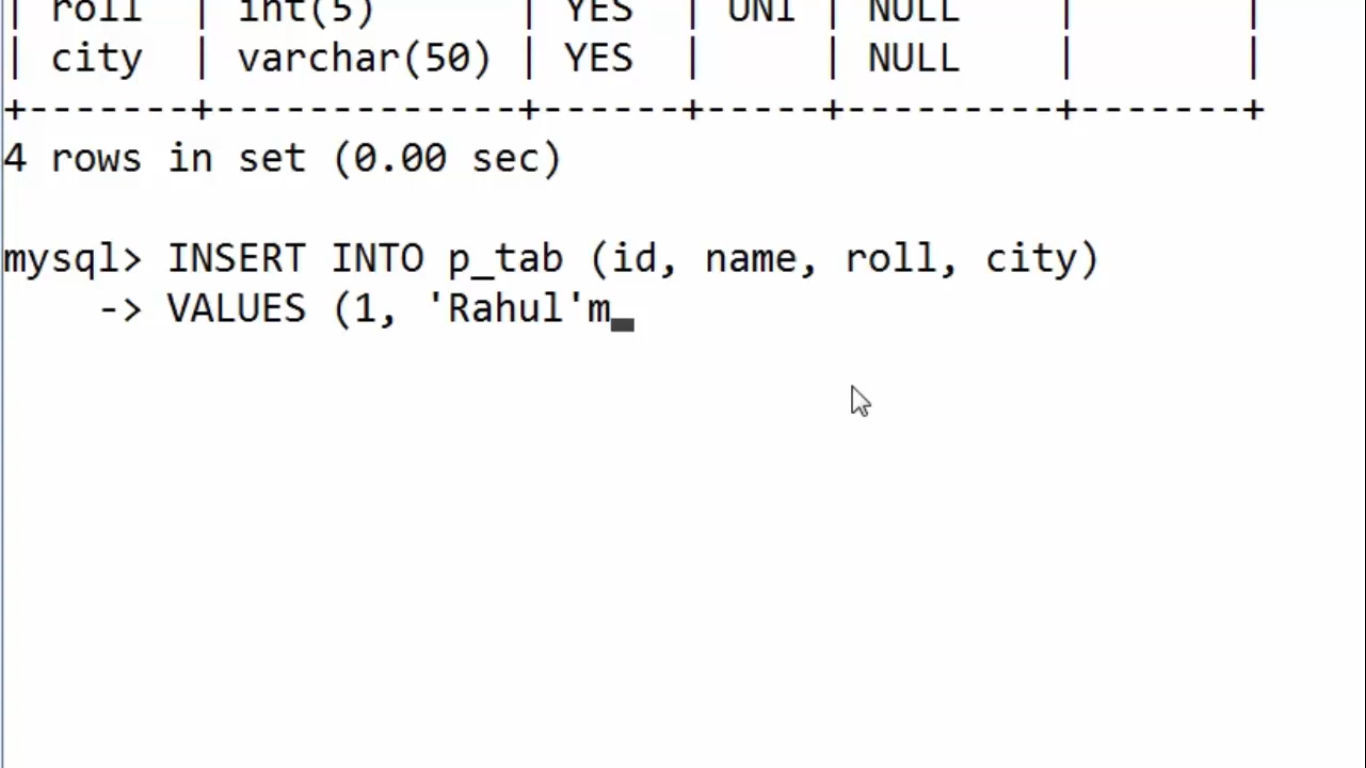 | roll | int(5) | YES | UNI | NULL | |
| city | varchar(50) | YES | | NULL | |
+-------+-------------+------+-----+---------+-------+
4 rows in set (0.00 sec)
mysql> INSERT INTO p_tab (id, name, roll, city)
-> VALUES (1, 'Rahul'm